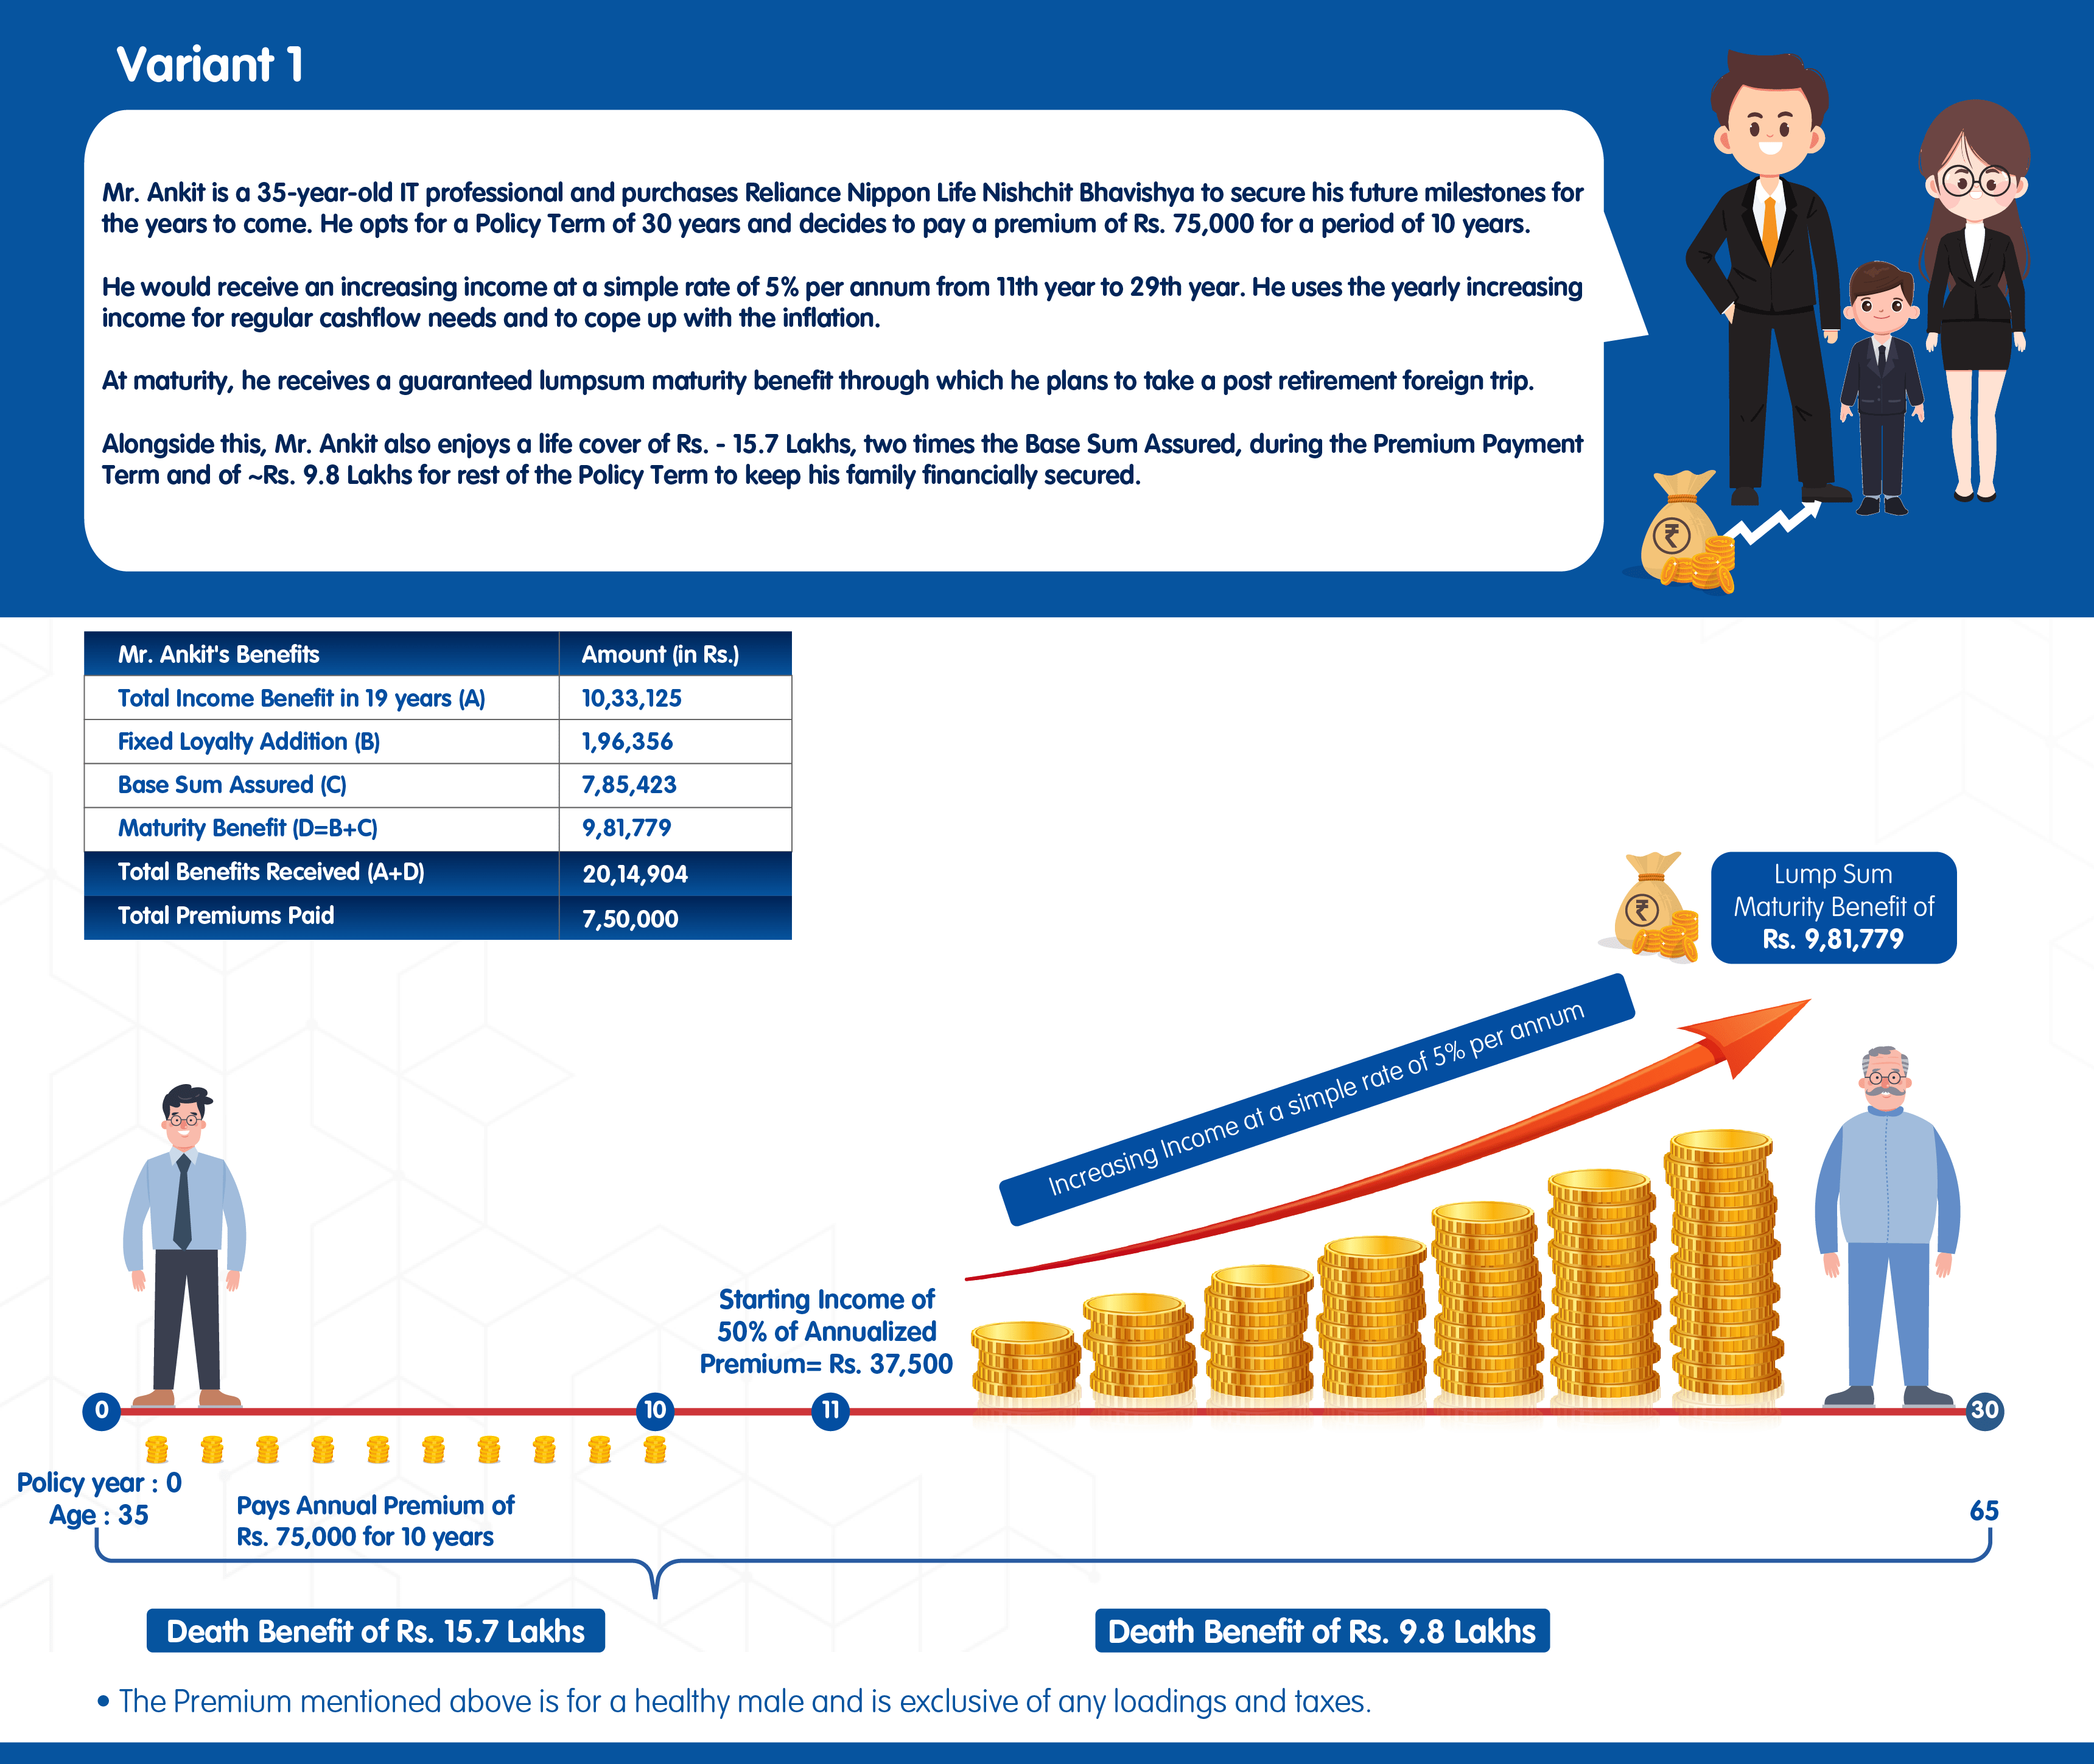 Variant 1
Mr. Ankit is a 35-year-old IT professional and purchases Reliance Nippon Life Nishchit Bhavishya to secure his future milestones for
the years to come. He opts for a Policy Term of 30 years and decides to pay a premium of Rs. 75,000 for a period of 10 years.
He would receive an increasing income at a simple rate of 5% per annum from 11th year to 29th year. He uses the yearly increasing
income for regular cashflow needs and to cope up with the inflation.
At maturity, he receives a guaranteed lumpsum maturity benefit through which he plans to take a post retirement foreign trip.
Alongside this, Mr. Ankit also enjoys a life cover of Rs. - 15.7 Lakhs, two times the Base Sum Assured, during the Premium Payment
Term and of ~Rs. 9.8 Lakhs for rest of the Policy Term to keep his family financially secured.
₹
Mr. Ankit's Benefits Amount (in Rs.)
Total Income Benefit in 19 years (A) 10,33,125
Fixed Loyalty Addition (B) 1,96,356
Base Sum Assured (C) 7,85,423
Maturity Benefit (D=B+C) 9,81,779
Total Benefits Received (A+D) 20,14,904
Total Premiums Paid 7,50,000
₹
Lump Sum
Maturity Benefit of
Rs. 9,81,779
Increasing Income at a simple rate of 5% per annum
Starting Income of
50% of Annualized
Premium= Rs. 37,500
0 10 11 30
Policy year : 0
Age : 35
Pays Annual Premium of
Rs. 75,000 for 10 years
65
Death Benefit of Rs. 15.7 Lakhs
Death Benefit of Rs. 9.8 Lakhs
• The Premium mentioned above is for a healthy male and is exclusive of any loadings and taxes.